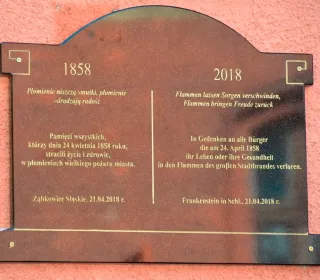 1858
Płomienie niszczą smutki, płomienie
odradzają radość
Pamięci wszystkich,
którzy dnia 24 kwietnia 1858 roku,
stracili życie i zdrowie,
w płomieniach wielkiego pożaru miasta.
Ząbkowice Śląskie, 21.04.2018 r.
2018
Flammen lassen Sorgen verschwinden,
Flammen bringen Freude zurück
In Gedenken an alle Bürger
die am 24. April 1858
ihr Leben oder ihre Gesundheit
in den Flammen des großen Stadtbrandes verloren.
Frankenstein in Schl., 21.04.2018 r.